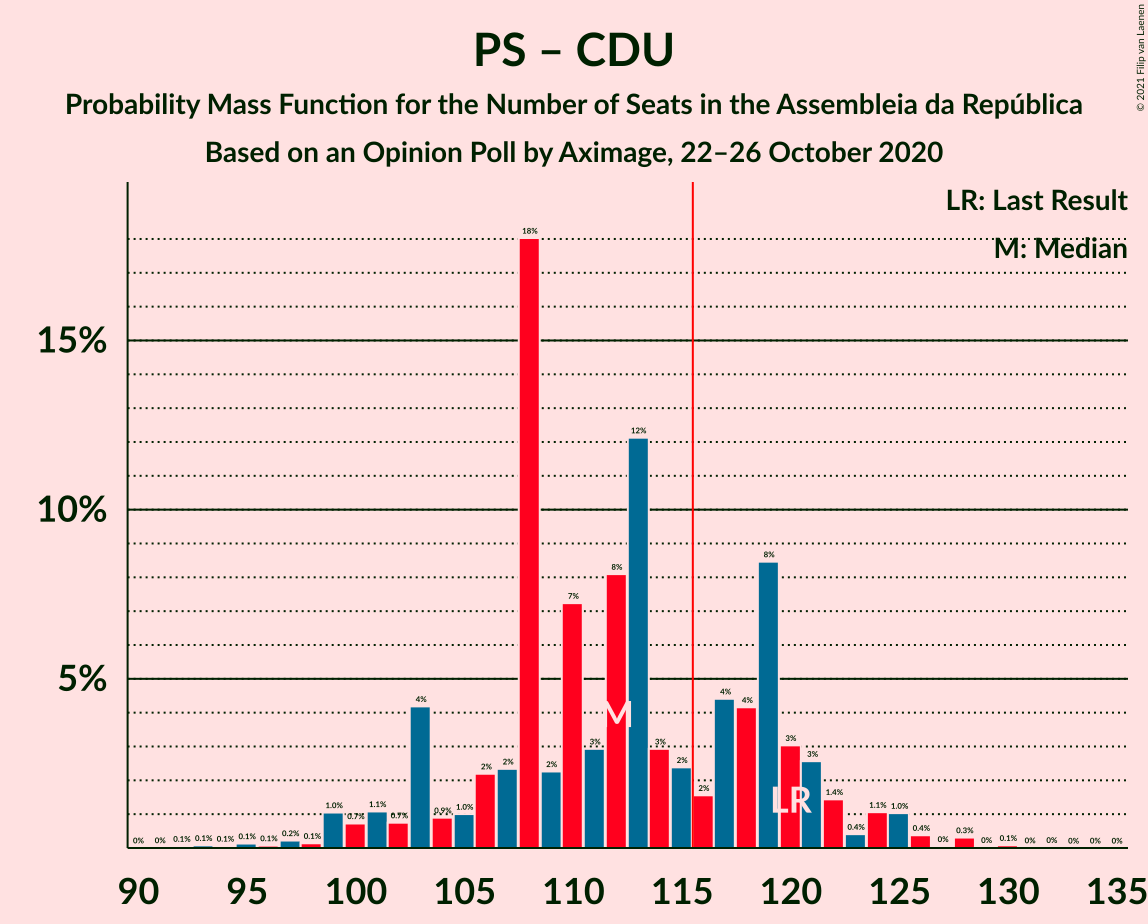 PS – CDU
Probability Mass Function for the Number of Seats in the Assembleia da República
Based on an Opinion Poll by Aximage, 22–26 October 2020
© 2021 Filip van Laenen
LR: Last Result
M: Median
15%
10%
5%
0% 0% 0.1% 0.1% 0.1% 0.1% 0.1% 0.2% 0.1% 1.0% 0.7% 1.1% 0.7% 4% 0.9% 1.0% 2% 2% 18% 2% 7% 3% 8% 12% 3% 2% 2% 4% 4% 8% 3% 3% 1.4% 0.4% 1.1% 1.0% 0.4% 0% 0.3% 0% 0.1% 0% 0% 0% 0% 0%
M
LR
90 95 100 105 110 115 120 125 130 135